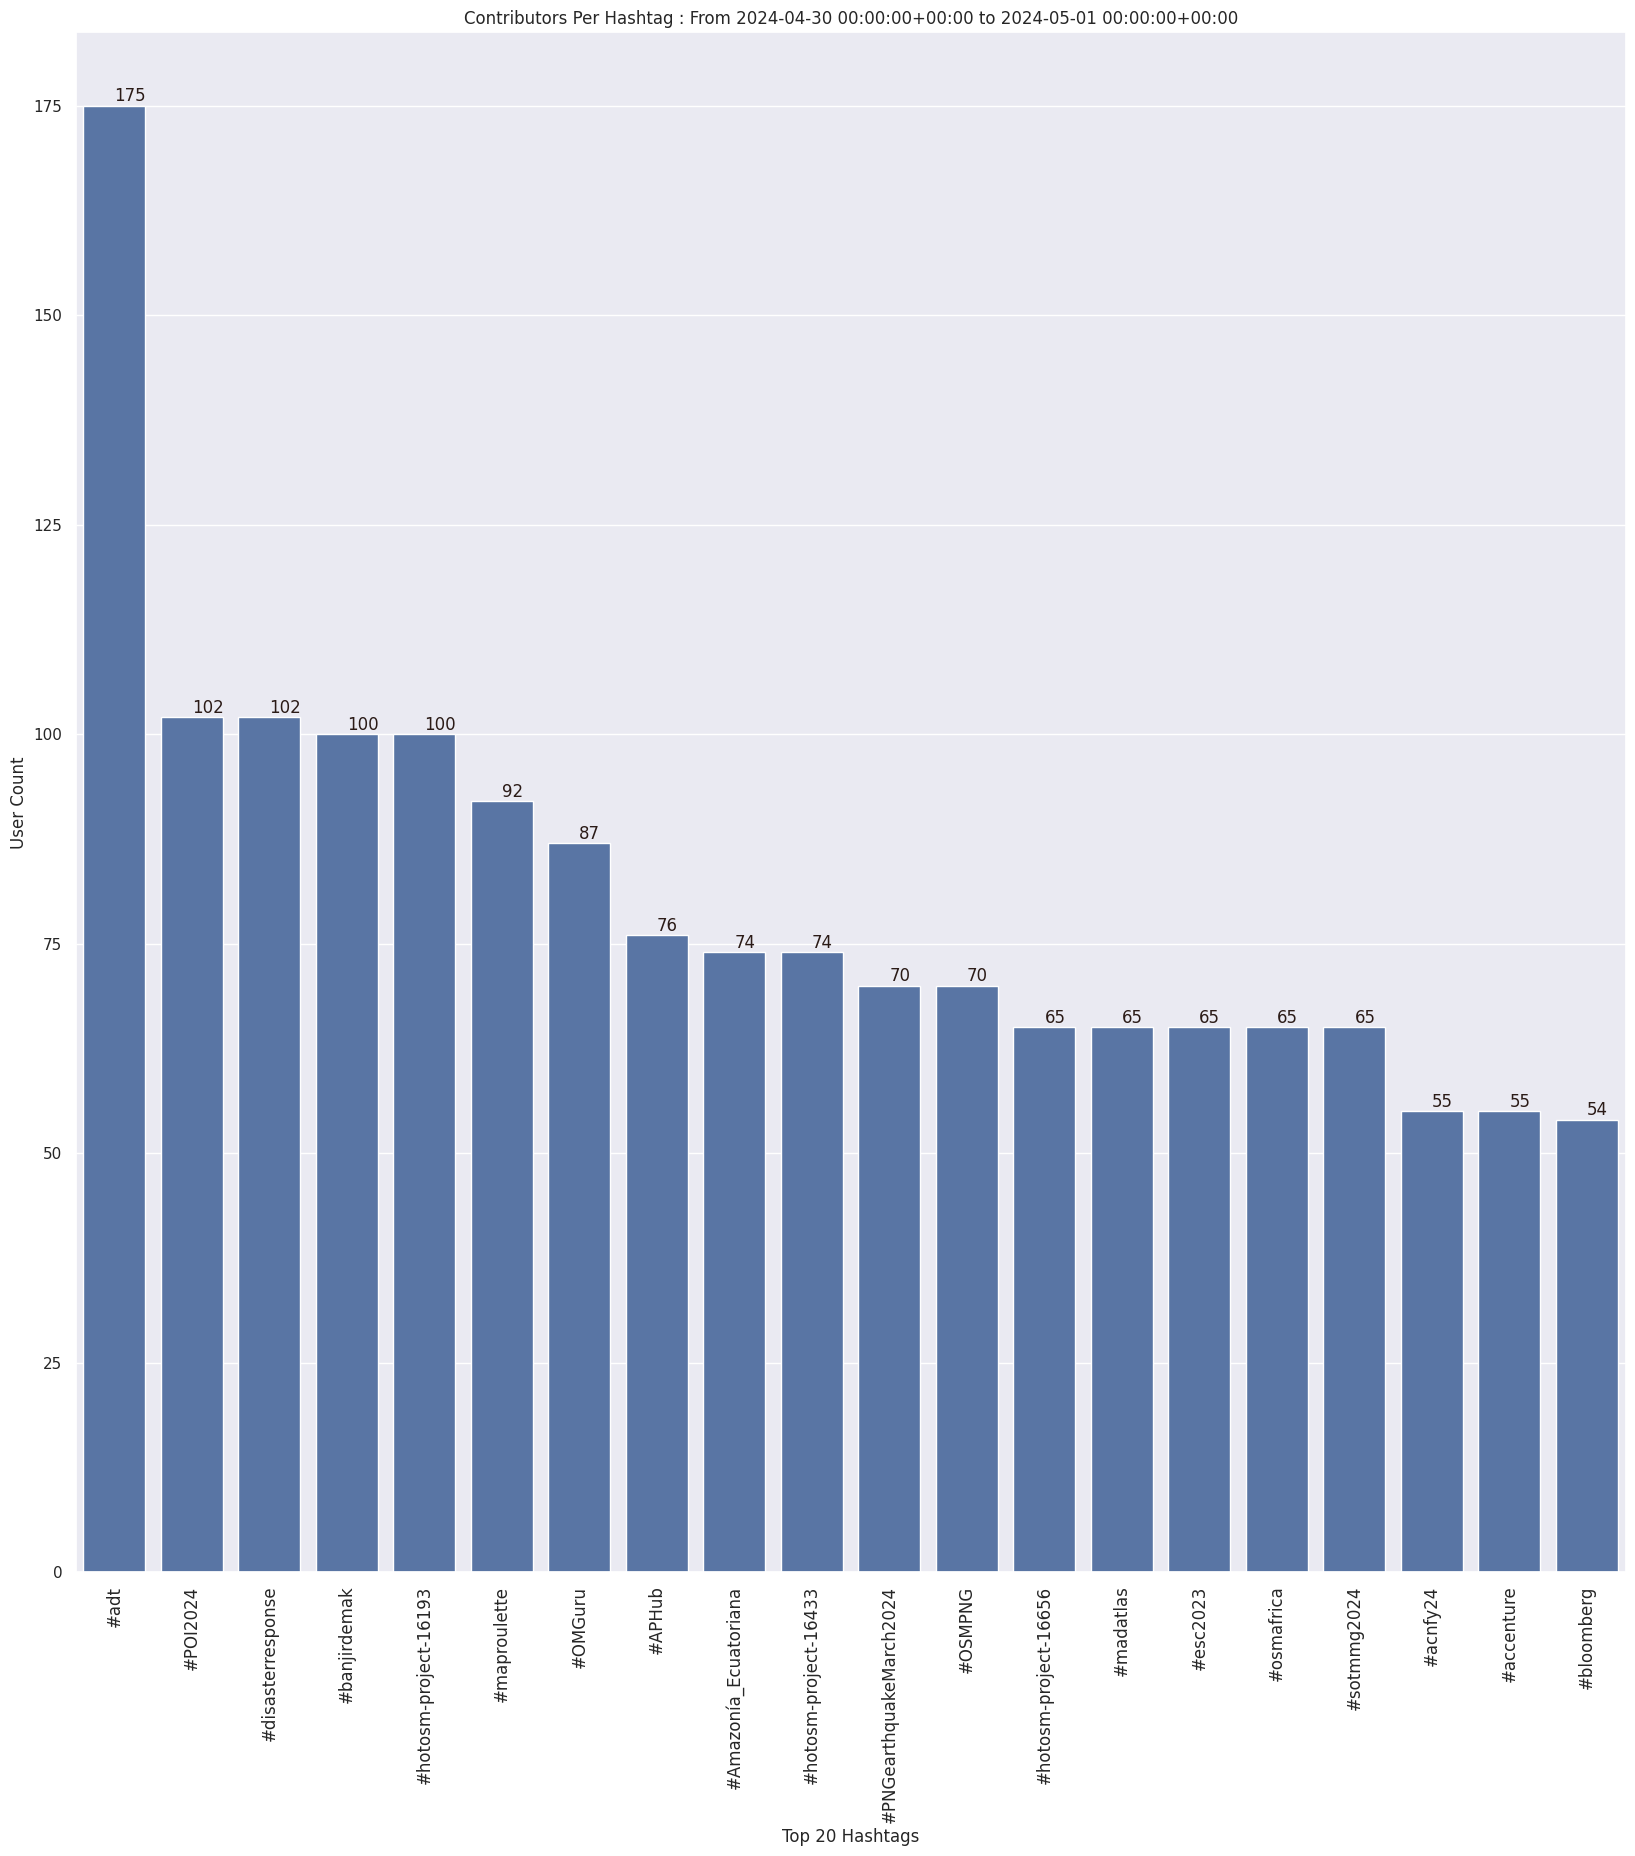 Contributors Per Hashtag : From 2024-04-30 00:00:00+00:00 to 2024-05-01 00:00:00+00:00
User Count
175
150
125
100
75
50
25
0
175
102
102
100
100
92
87
76
74
74
70
70
65
65
65
65
65
55
55
54
#adt
#POI2024
#disasterresponse
#banjirdemak
#hotosm-project-16193
#maproulette
#OMGuru
#APHub
#Amazonía_Ecuatoriana
#hotosm-project-16433
#PNGearthquakeMarch2024
#OSMPNG
#hotosm-project-16656
#madatlas
#esc2023
#osmafrica
#sotmmg2024
#acnfy24
#accenture
#bloomberg
Top 20 Hashtags